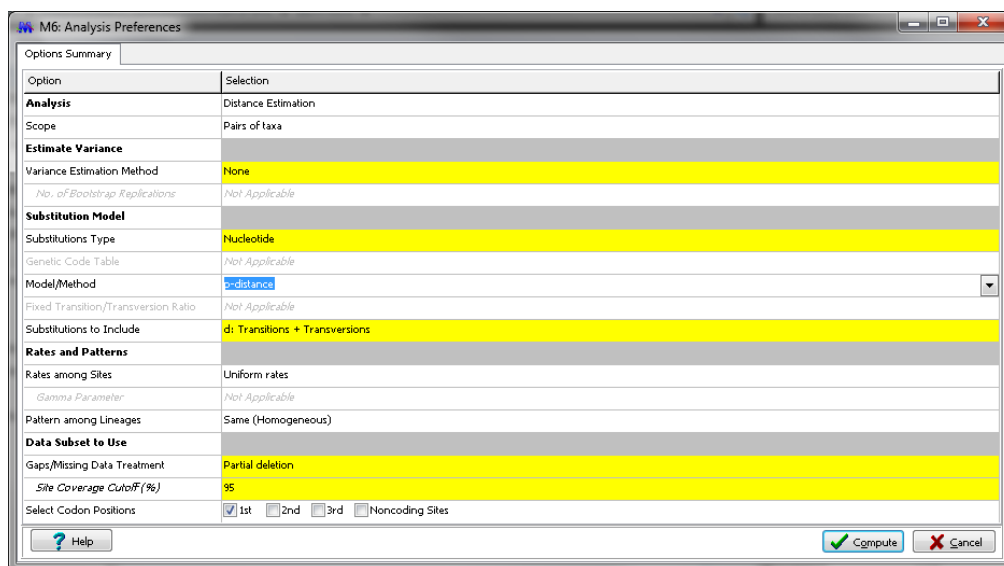 M6: Analysis Preferences
Options Summary
Option Selection
Analysis Distance Estimation
Scope Pairs of taxa
Estimate Variance
Variance Estimation Method None
No. of Bootstrap Replications Not Applicable
Substitution Model
Substitutions Type Nucleotide
Genetic Code Table Not Applicable
Model/Method p-distance
Fixed Transition/Transversion Ratio Not Applicable
Substitutions to Include d: Transitions + Transversions
Rates and Patterns
Rates among Sites Uniform rates
Gamma Parameter Not Applicable
Pattern among Lineages Same (Homogeneous)
Data Subset to Use
Gaps/Missing Data Treatment Partial deletion
Site Coverage Cutoff (%) 95
Select Codon Positions 1st 2nd 3rd Noncoding Sites
? Help Compute Cancel